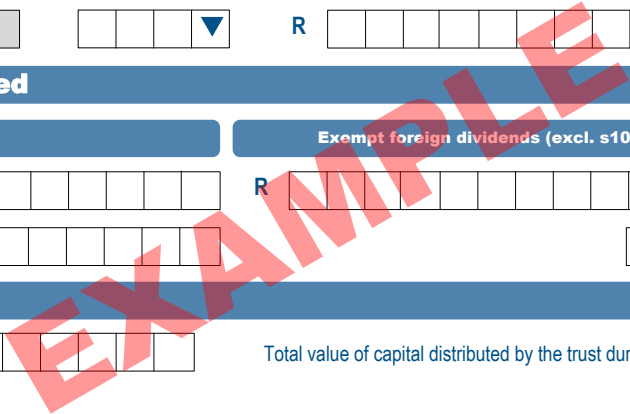 R
ed
Exempt foreign dividends (excl. s10
R
EXAMPLE
Total value of capital distributed by the trust dur